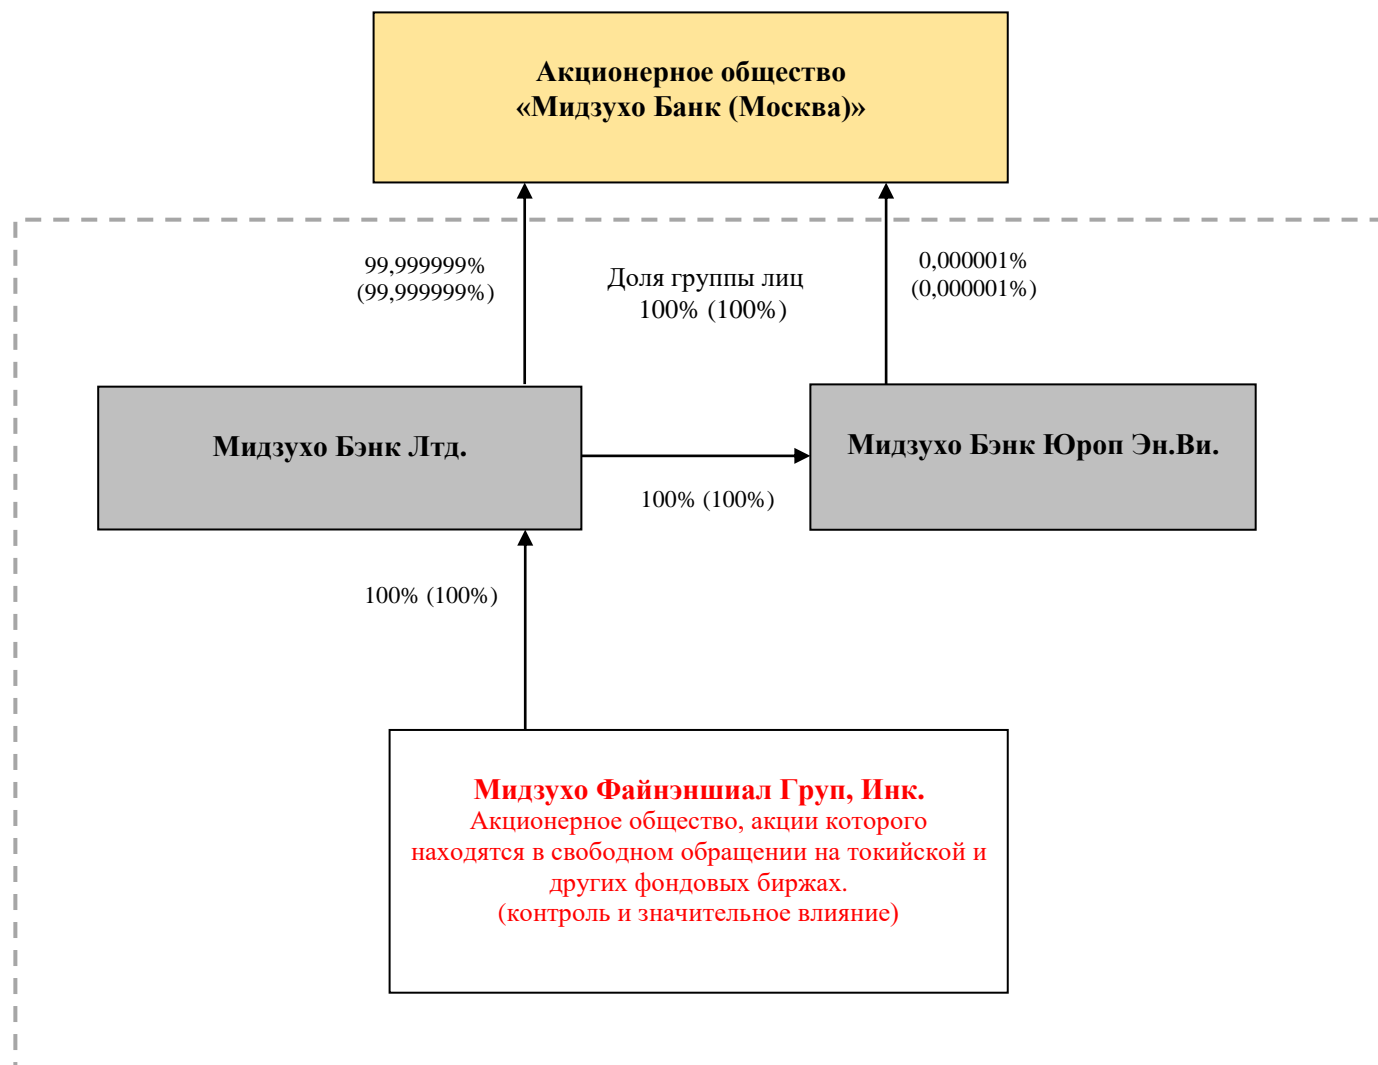 Акционерное общество
«Мидзухо Банк (Москва)»
99,999999%
(99,999999%)
Доля группы лиц
100% (100%)
0,000001%
(0,000001%)
Мидзухо Бэнк Лтд.
Мидзухо Бэнк Юроп Эн.Ви.
100% (100%)
100% (100%)
Мидзухо Файнэншиал Груп, Инк.
Акционерное общество, акции которого
находятся в свободном обращении на токийской и
других фондовых биржах.
(контроль и значительное влияние)